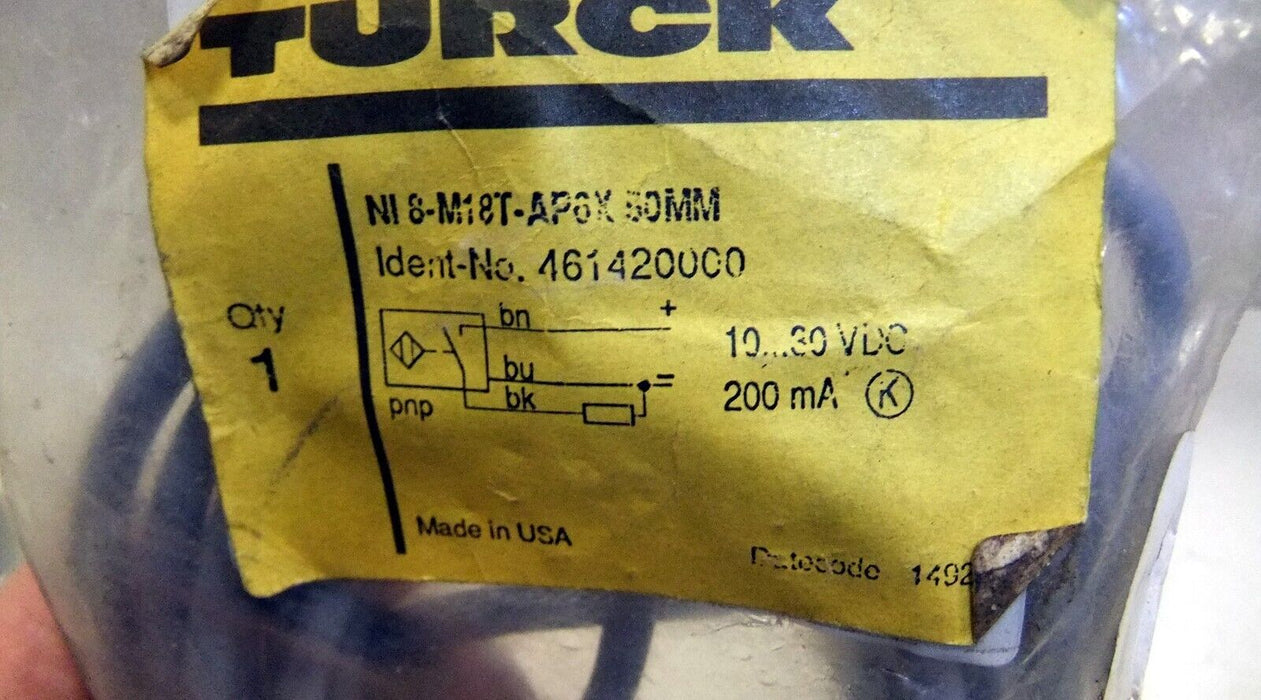 TURCK
NI 8-M18T-AP6X 50MM
Ident-No. 461420000
Qty
1
bn
+
bu
=
bk
pnp
10...30 VDC
200 mA K
Made in USA
Datecode 1492